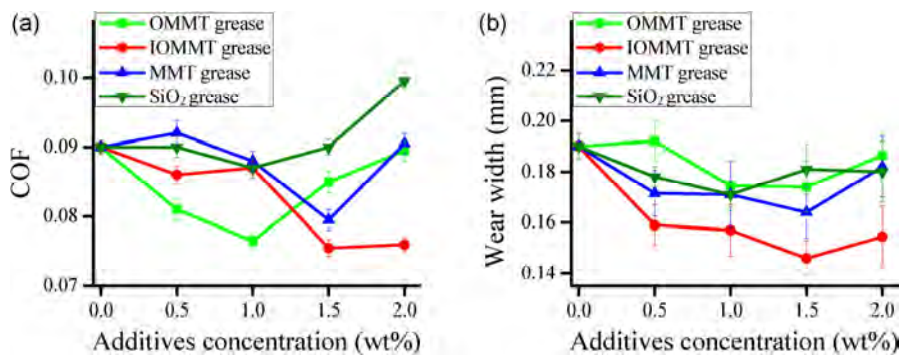 (a)
OMMT grease
IOMMT grease
MMT grease
SiO₂ grease
COF
0.10
0.09
0.08
0.07
0.0 0.5 1.0 1.5 2.0
Additives concentration (wt%)
(b)
OMMT grease
IOMMT grease
MMT grease
SiO₂ grease
Wear width (mm)
0.22
0.20
0.18
0.16
0.14
0.0 0.5 1.0 1.5 2.0
Additives concentration (wt%)